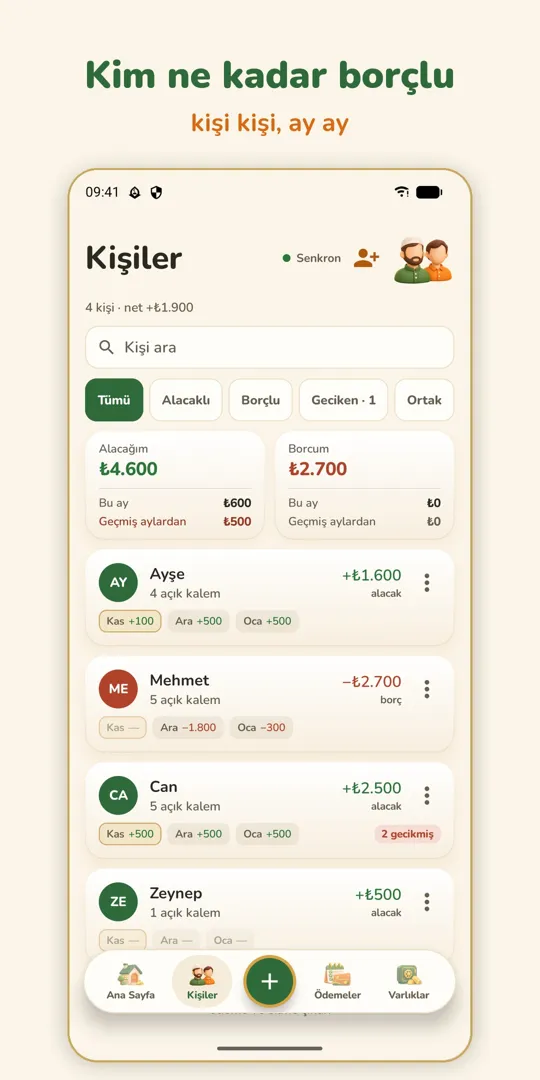 Kim ne kadar borçlu
kişi kişi, ay ay
09:41
Kişiler
Senkron
4 kişi · net +₺1.900
Kişi ara
Tümü Alacaklı Borçlu Geciken · 1 Ortak
Alacağım Borcum
₺4.600 ₺2.700
Bu ay ₺600 Bu ay ₺0
Geçmiş aylardan ₺500 Geçmiş aylardan ₺0
AY Ayşe +₺1.600
4 açık kalem alacak
Kas +100 Ara +500 Oca +500
ME Mehmet −₺2.700
5 açık kalem borç
Kas — Ara −1.800 Oca −300
CA Can +₺2.500
5 açık kalem alacak
Kas +500 Ara +500 Oca +500 2 gecikmiş
ZE Zeynep +₺500
1 açık kalem alacak
Kas — Ara — Oca —
Ana Sayfa Kişiler + Ödemeler Varlıklar